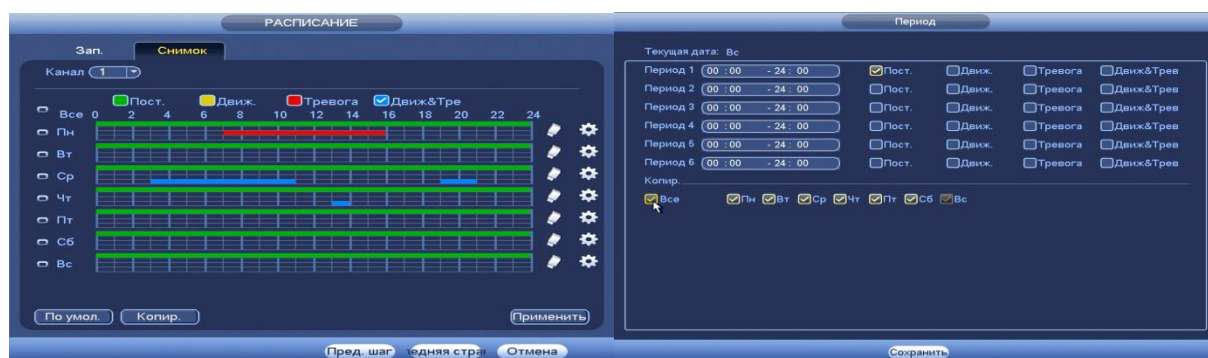 РАСПИСАНИЕ
Зап. Снимок
Канал 1
Пост. Движ. Тревога Движ&Тре
Все 0 2 4 6 8 10 12 14 16 18 20 22 24
Пн
Вт
Ср
Чт
Пт
Сб
Вс
По умол. Копир. Применить
Пред. шаг едняя стра Отмена
Период
Текущая дата: Вс
Период 1 00 :00 - 24 : 00 Пост. Движ. Тревога Движ&Трев
Период 2 00 :00 - 24 : 00 Пост. Движ. Тревога Движ&Трев
Период 3 00 :00 - 24 : 00 Пост. Движ. Тревога Движ&Трев
Период 4 00 :00 - 24 : 00 Пост. Движ. Тревога Движ&Трев
Период 5 00 :00 - 24 : 00 Пост. Движ. Тревога Движ&Трев
Период 6 00 :00 - 24 : 00 Пост. Движ. Тревога Движ&Трев
Копир.
Все Пн Вт Ср Чт Пт Сб Вс
Сохранить